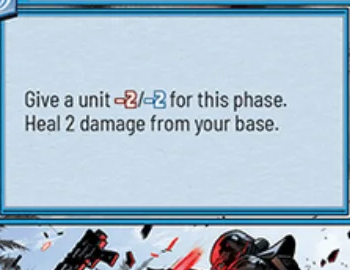 Give a unit -2/-2 for this phase.
Heal 2 damage from your base.